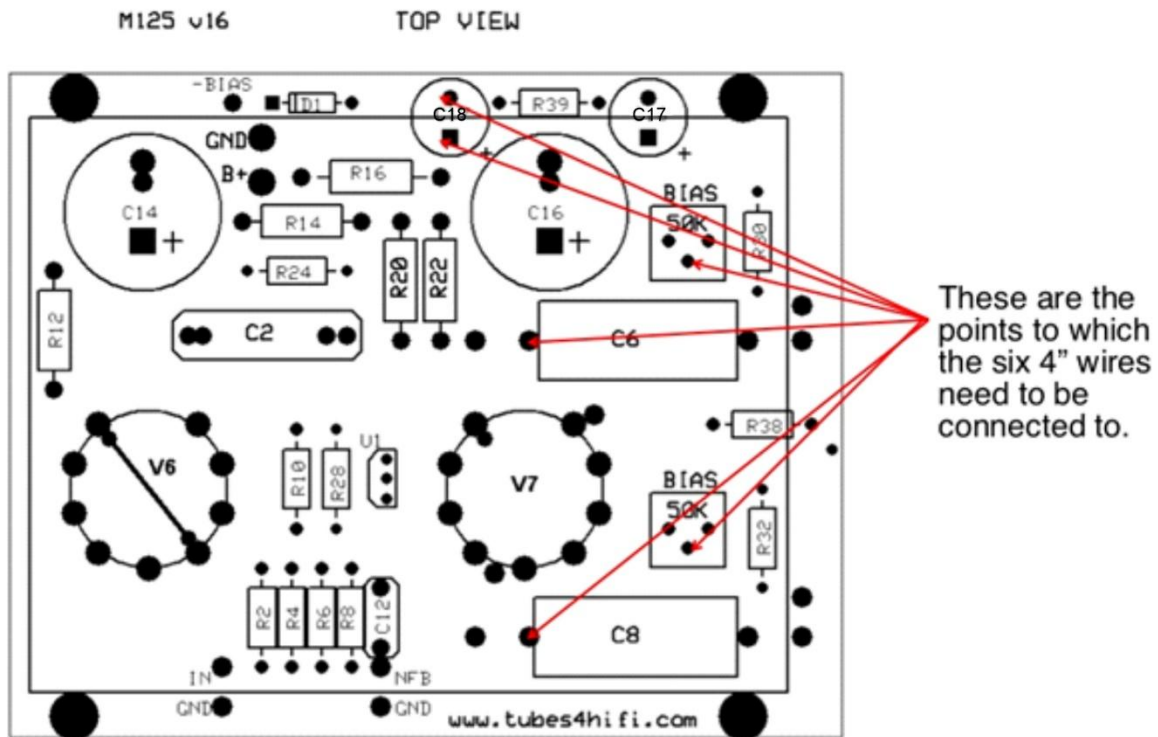 M125 v16
TOP VIEW
-BIAS
D1
C18
R39
C17
GND
+
+
B+
R16
BIAS
C14
R14
C16
50K
R30
+
+
R24
R20
R22
R12
C2
C6
These are the
points to which
the six 4” wires
need to be
connected to.
R38
U1
V6
R10
R28
V7
BIAS
50K
R32
R2
R4
R6
R8
C12
C8
IN
NFB
GND
GND
www.tubes4hifi.com